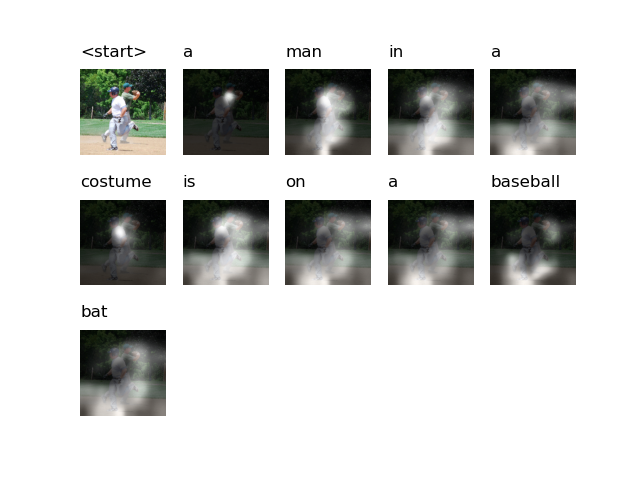 <start> a man in a
costume is on a baseball
bat